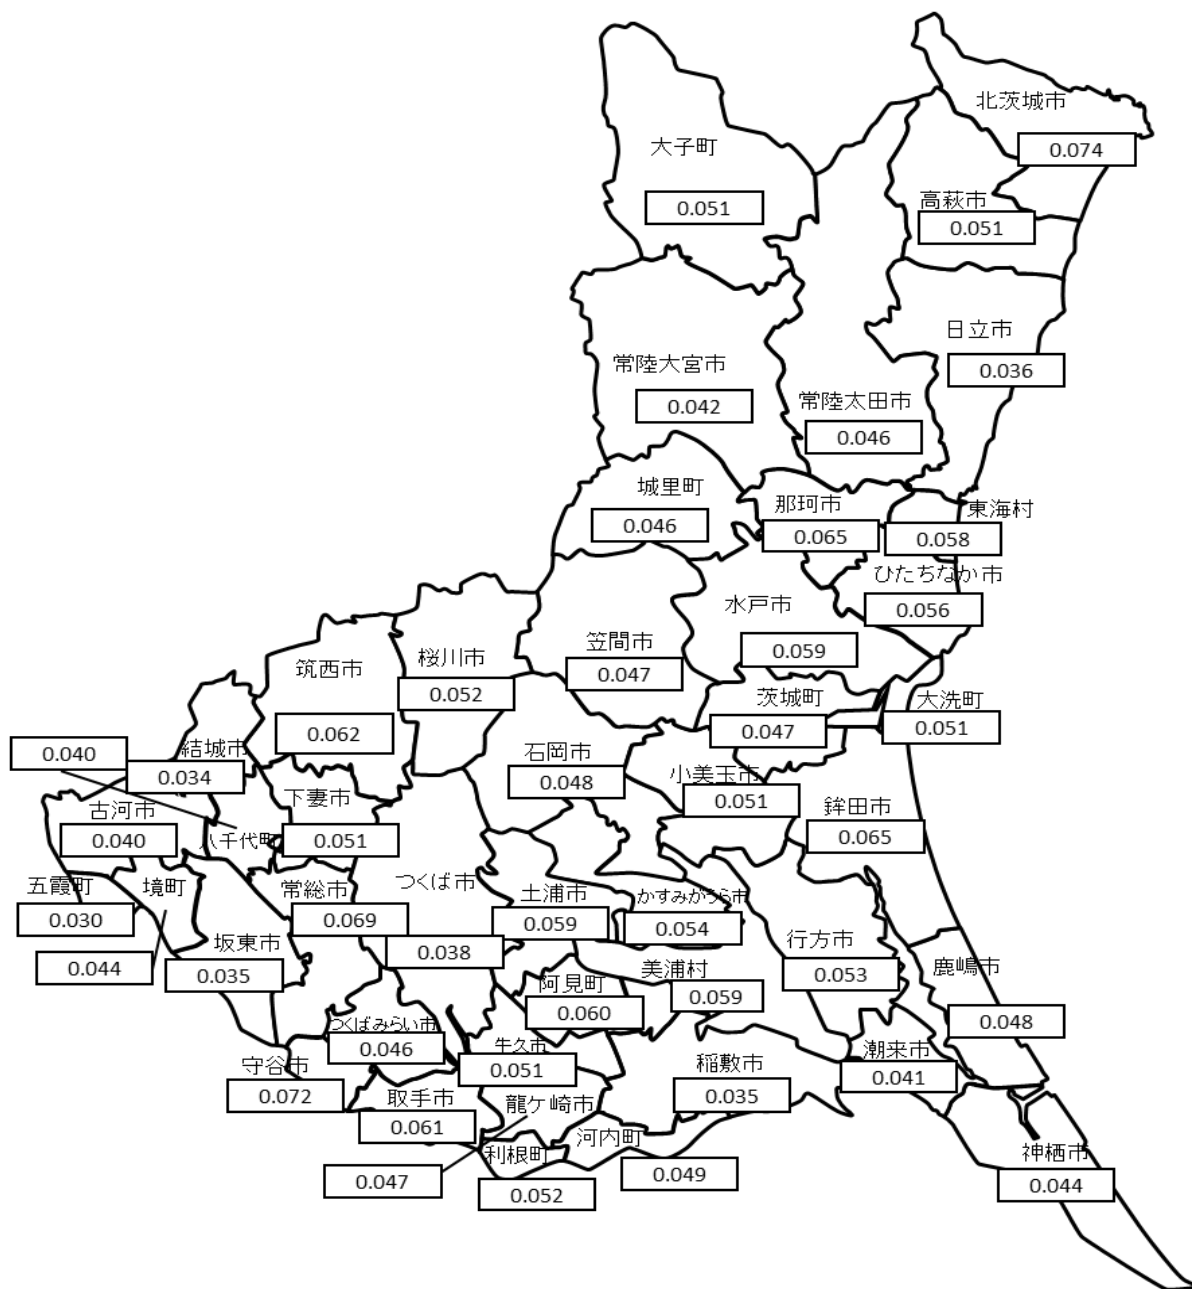 北茨城市
0.074
大子町
0.051
高萩市
0.051
日立市
0.036
常陸大宮市
0.042
常陸太田市
0.046
城里町
0.046
那珂市
0.065
東海村
0.058
ひたちなか市
0.056
水戸市
0.059
笠間市
0.047
桜川市
0.052
筑西市
0.062
茨城町
0.047
大洗町
0.051
結城市
0.034
0.040
八千代町
石岡市
0.048
小美玉市
0.051
下妻市
0.051
古河市
0.040
鉾田市
0.065
五霞町
0.030
境町
0.044
常総市
0.069
つくば市
0.038
土浦市
0.059
かすみがうら市
0.054
坂東市
0.035
行方市
0.053
美浦村
0.059
阿見町
0.060
鹿嶋市
0.048
つくばみらい市
0.046
牛久市
0.051
守谷市
0.072
稲敷市
0.035
潮来市
0.041
取手市
0.061
龍ケ崎市
0.047
利根町
0.052
河内町
0.049
神栖市
0.044